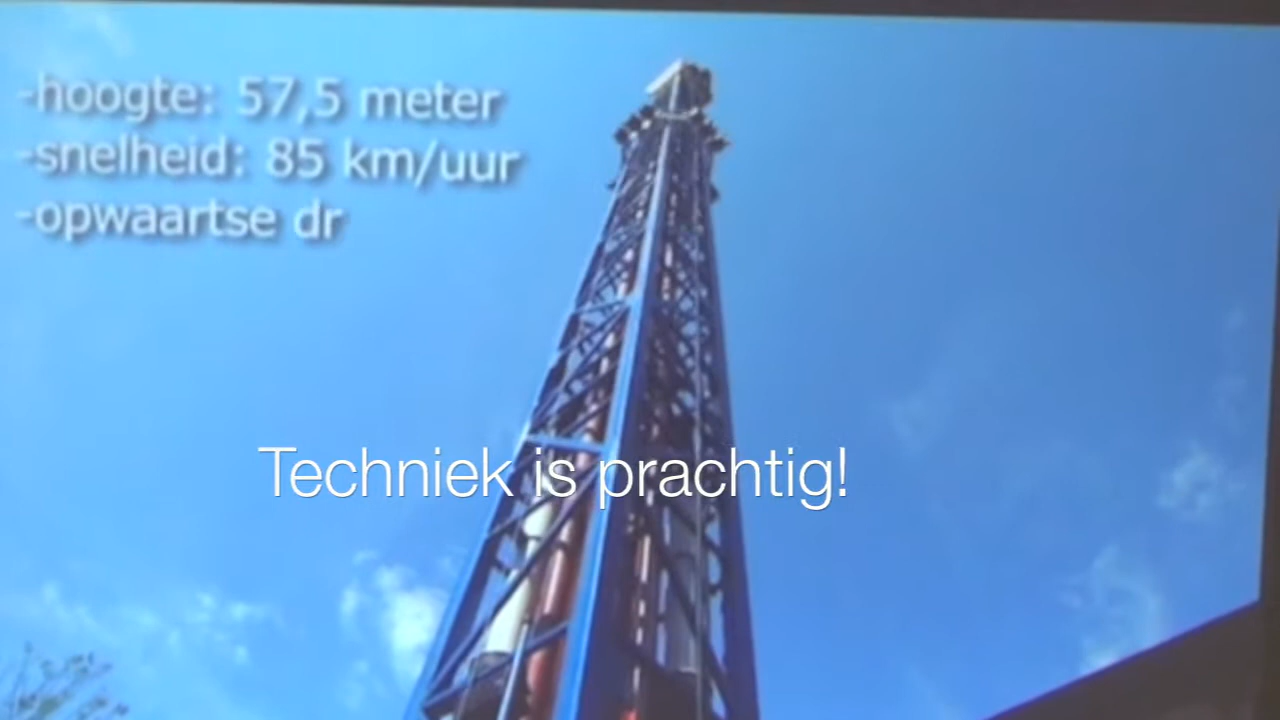 -hoogte: 57,5 meter
-snelheid: 85 km/uur
-opwaartse dr
Techniek is prachtig!